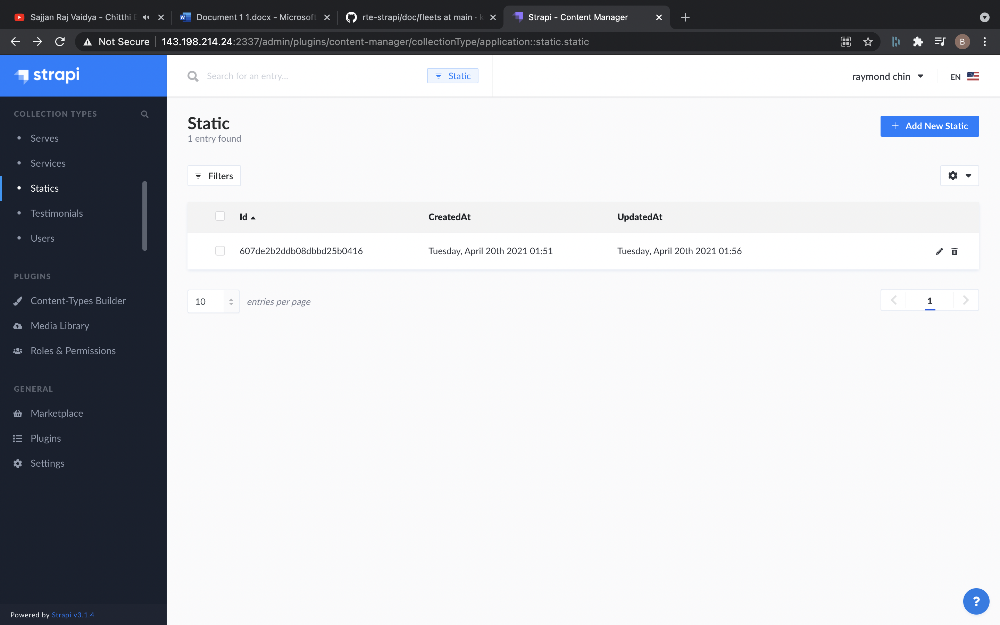 Sajjan Raj Vaidya - Chitthi
Document 1 1.docx - Microsoft
rte-strapi/doc/fleets at main ·
Strapi - Content Manager
Not Secure
143.198.214.24:2337/admin/plugins/content-manager/collectionType/application::static.static
B
strapi
Search for an entry...
Static
raymond chin
EN
COLLECTION TYPES
Serves
Services
Statics
Testimonials
Users
PLUGINS
Content-Types Builder
Media Library
Roles & Permissions
GENERAL
Marketplace
Plugins
Settings
Powered by Strapi v3.1.4
Static
1 entry found
+ Add New Static
Filters
Id CreatedAt UpdatedAt
607de2b2ddb08dbbd25b0416 Tuesday, April 20th 2021 01:51 Tuesday, April 20th 2021 01:56
10 entries per page
1
?